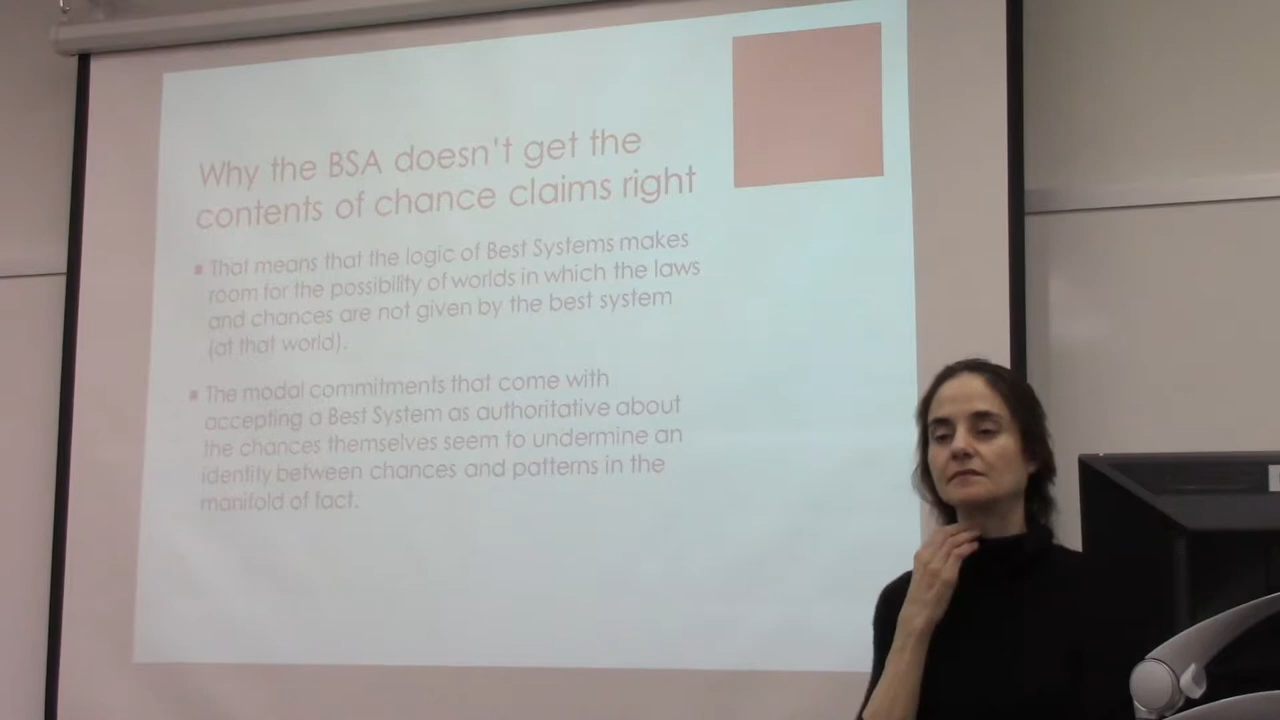 Why the BSA doesn't get the
contents of chance claims right
▪ That means that the logic of Best Systems makes
room for the possibility of worlds in which the laws
and chances are not given by the best system
(at that world).
▪ The modal commitments that come with
accepting a Best System as authoritative about
the chances themselves seem to undermine an
identity between chances and patterns in the
manifold of fact.